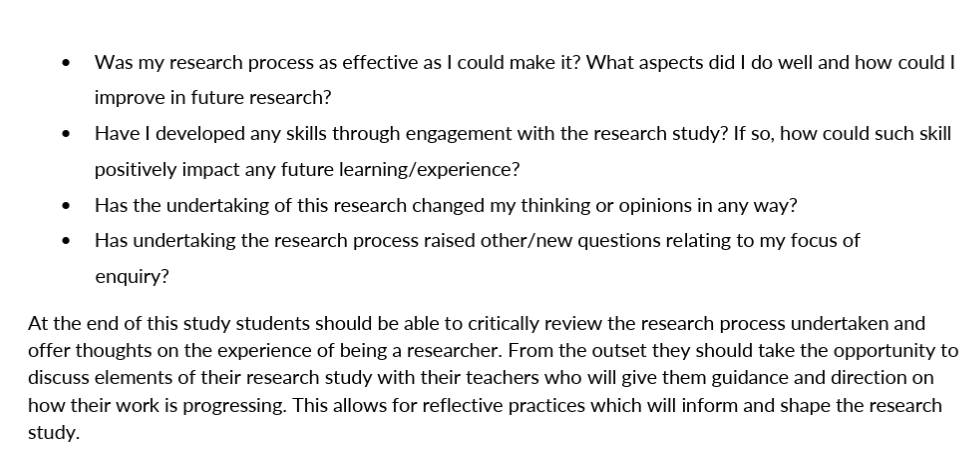 • Was my research process as effective as I could make it? What aspects did I do well and how could I
improve in future research?
• Have I developed any skills through engagement with the research study? If so, how could such skill
positively impact any future learning/experience?
• Has the undertaking of this research changed my thinking or opinions in any way?
• Has undertaking the research process raised other/new questions relating to my focus of
enquiry?
At the end of this study students should be able to critically review the research process undertaken and
offer thoughts on the experience of being a researcher. From the outset they should take the opportunity to
discuss elements of their research study with their teachers who will give them guidance and direction on
how their work is progressing. This allows for reflective practices which will inform and shape the research
study.